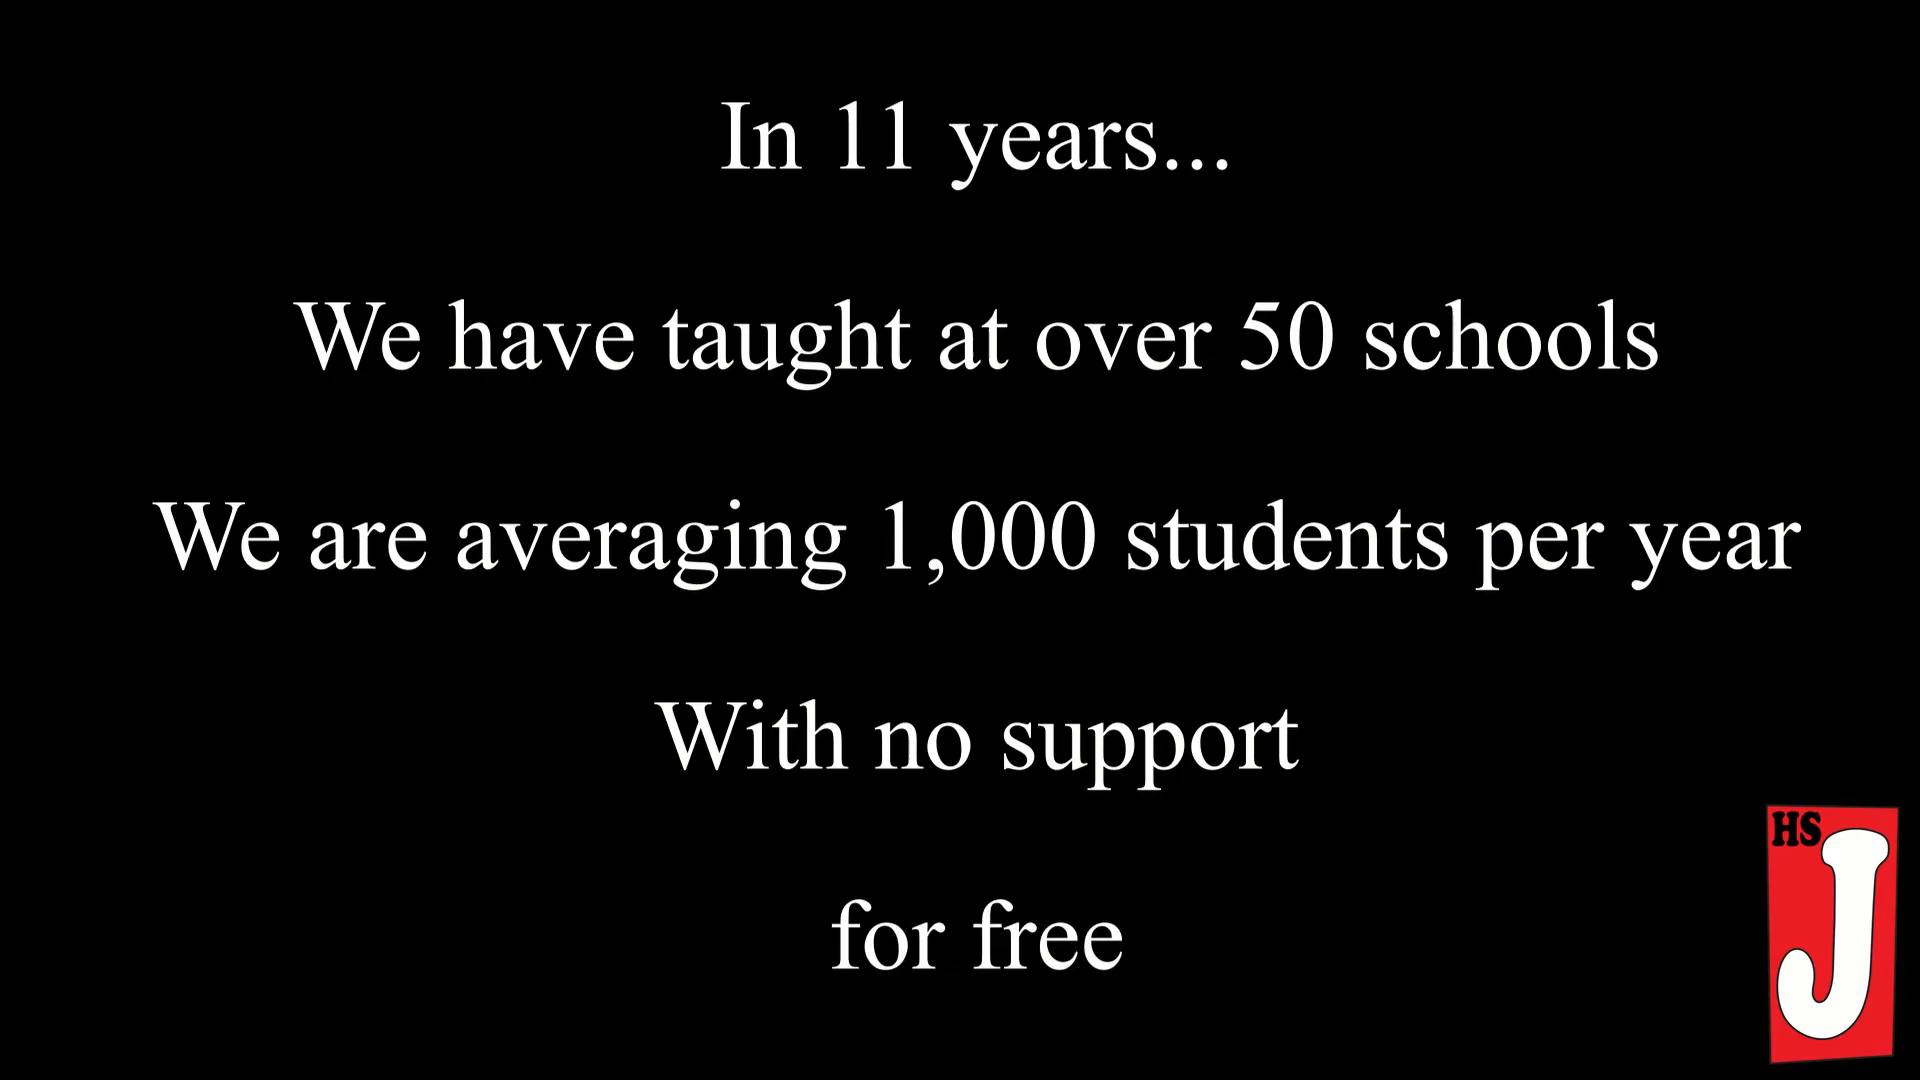 In 11 years...
We have taught at over 50 schools
We are averaging 1,000 students per year
With no support
for free
HS
J